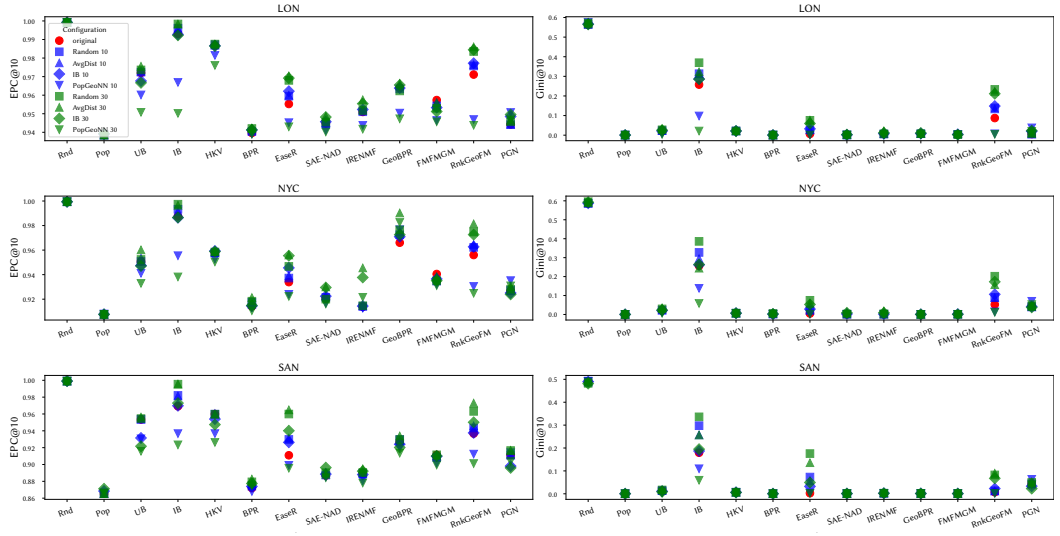 LON
EPC@10
1.00
0.99
0.97
0.96
0.94
Configuration
original
Random 10
AvgDist 10
IB 10
PopGeoNN 10
Random 30
AvgDist 30
IB 30
PopGeoNN 30
Rnd Pop UB IB HKV BPR EaseR SAE-NAD IRENMF GeoBPR FMFMGM RnkGeoFM PGN
LON
Gini@10
0.6
0.5
0.4
0.3
0.2
0.1
0.0
Rnd Pop UB IB HKV BPR EaseR SAE-NAD IRENMF GeoBPR FMFMGM RnkGeoFM PGN
NYC
EPC@10
1.00
0.98
0.96
0.94
0.92
Rnd Pop UB IB HKV BPR EaseR SAE-NAD IRENMF GeoBPR FMFMGM RnkGeoFM PGN
NYC
Gini@10
0.6
0.5
0.4
0.3
0.2
0.1
0.0
Rnd Pop UB IB HKV BPR EaseR SAE-NAD IRENMF GeoBPR FMFMGM RnkGeoFM PGN
SAN
EPC@10
1.00
0.98
0.96
0.94
0.92
0.90
0.88
0.86
Rnd Pop UB IB HKV BPR EaseR SAE-NAD IRENMF GeoBPR FMFMGM RnkGeoFM PGN
SAN
Gini@10
0.5
0.4
0.3
0.2
0.1
0.0
Rnd Pop UB IB HKV BPR EaseR SAE-NAD IRENMF GeoBPR FMFMGM RnkGeoFM PGN